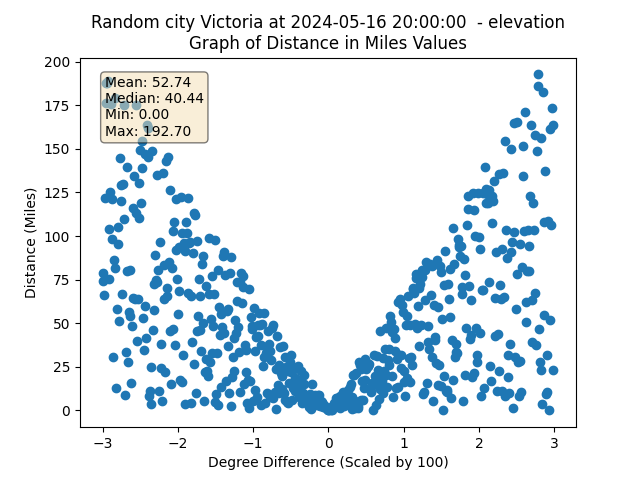 Random city Victoria at 2024-05-16 20:00:00  - elevation
Graph of Distance in Miles Values
200
175
150
125
100
75
50
25
0
Distance (Miles)
Mean: 52.74
Median: 40.44
Min: 0.00
Max: 192.70
−3 −2 −1 0 1 2 3
Degree Difference (Scaled by 100)